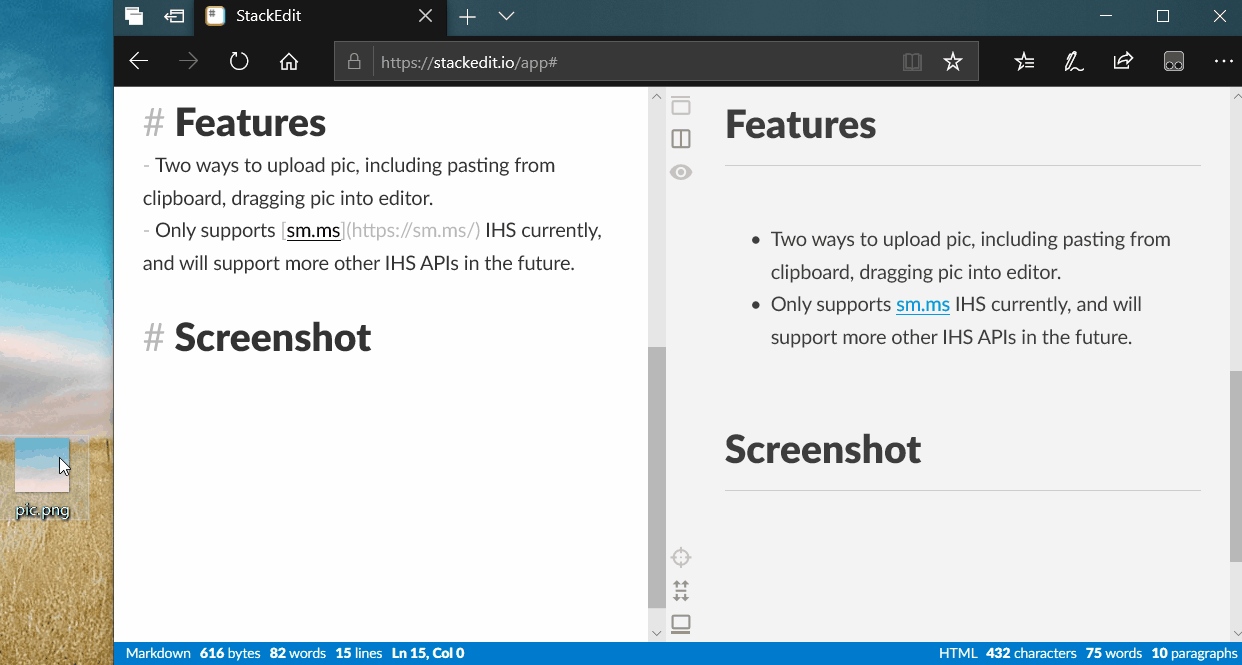 StackEdit
https://stackedit.io/app#
# Features
- Two ways to upload pic, including pasting from
clipboard, dragging pic into editor.
- Only supports [sm.ms](https://sm.ms/) IHS currently,
and will support more other IHS APIs in the future.
# Screenshot
Features
• Two ways to upload pic, including pasting from
clipboard, dragging pic into editor.
• Only supports sm.ms IHS currently, and will
support more other IHS APIs in the future.
Screenshot
pic.png
Markdown 616 bytes 82 words 15 lines Ln 15, Col 0
HTML 432 characters 75 words 10 paragraphs